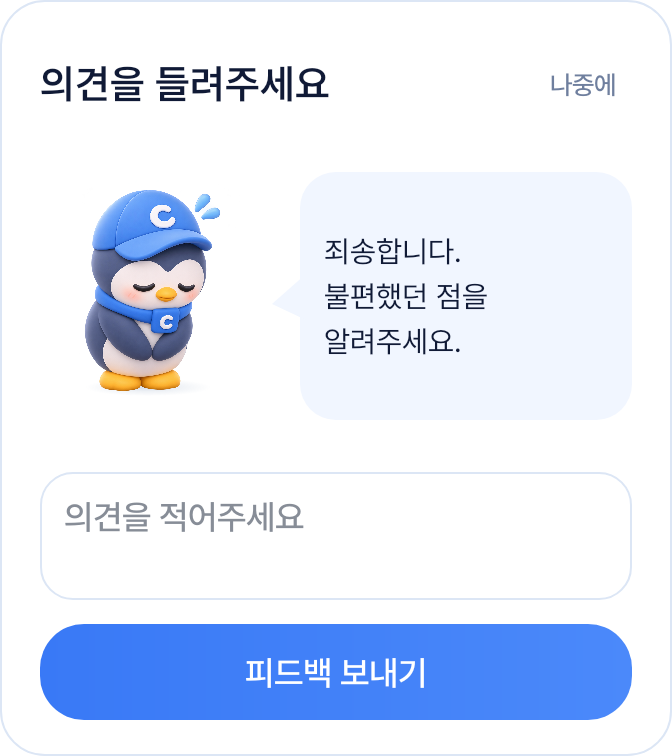 의견을 들려주세요
나중에
C
죄송합니다.
불편했던 점을
알려주세요.
C
의견을 적어주세요
피드백 보내기